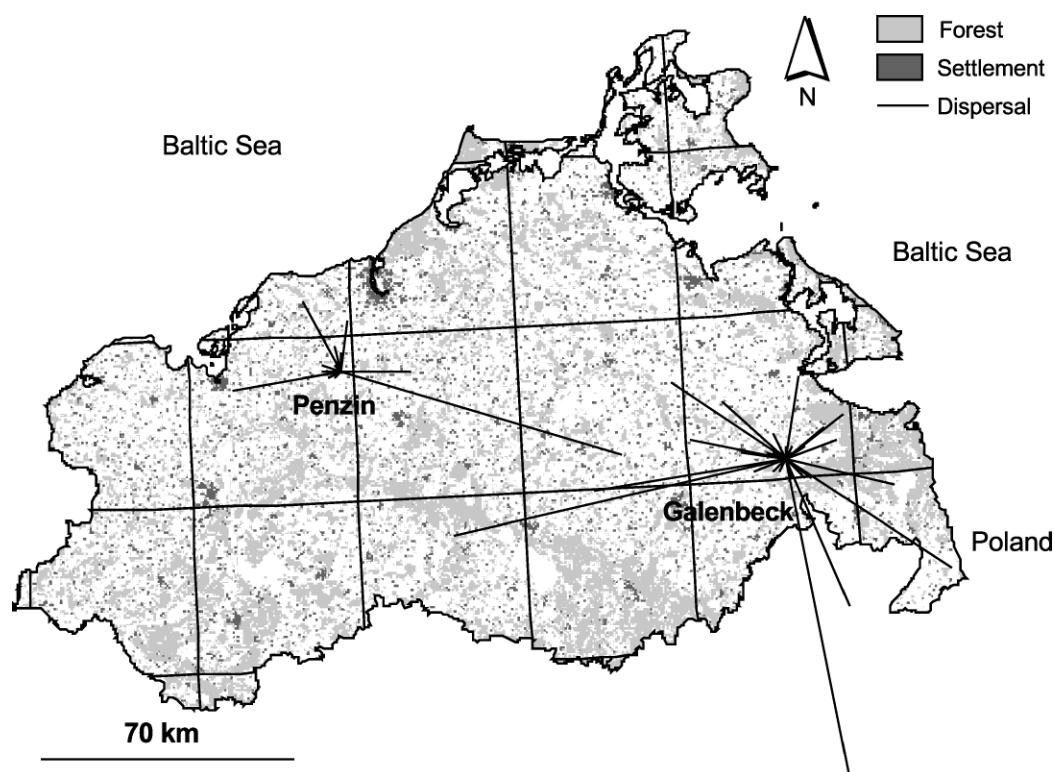 Forest
Settlement
Dispersal
N
Baltic Sea
Baltic Sea
Penzin
Galenbeck
Poland
70 km